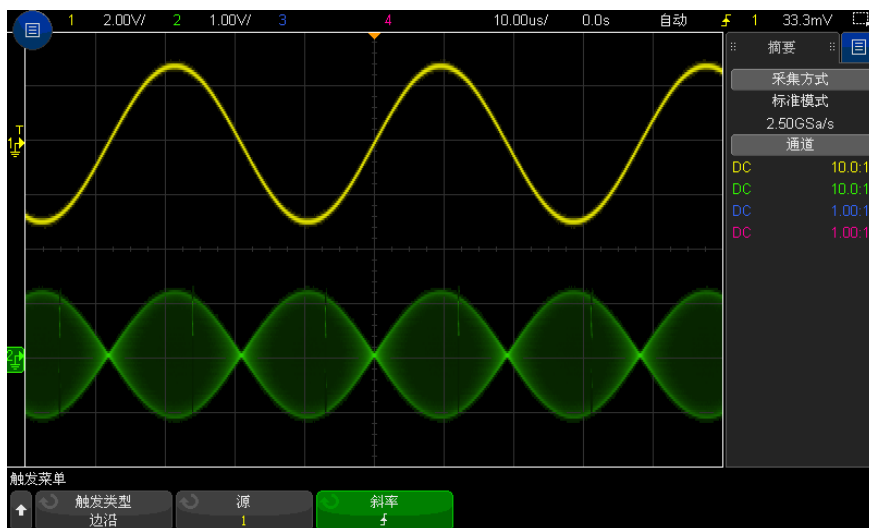 1 2.00V/ 2 1.00V/ 3 4 10.00us/ 0.0s 自动 1 33.3mV/
摘要
采集方式
标准模式
2.50GSa/s
通道
DC 10.0:1
DC 10.0:1
DC 1.00:1
DC 1.00:1
T
1
2
触发菜单
触发类型
边沿
源
1
斜率